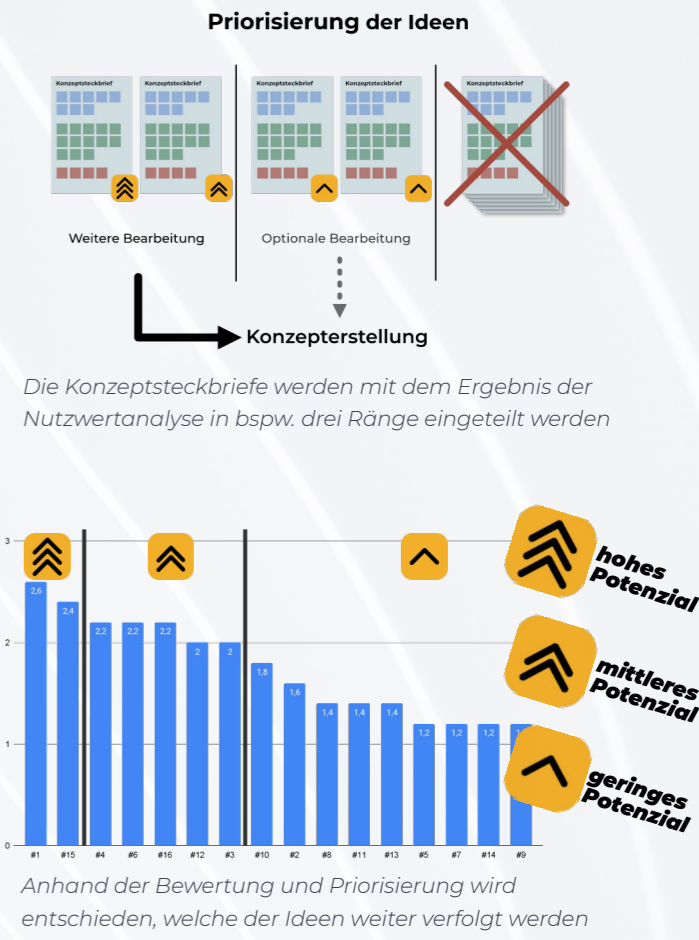 Priorisierung der Ideen
Konzeptsteckbrief
Konzeptsteckbrief
Konzeptsteckbrief
Konzeptsteckbrief
Konzeptsteckbrief
Weitere Bearbeitung
Optionale Bearbeitung
Konzepterstellung
Die Konzeptsteckbriefe werden mit dem Ergebnis der
Nutzwertanalyse in bspw. drei Ränge eingeteilt werden
3
2
1
0
2,6
2,4
2,2
2,2
2,2
2
2
1,8
1,6
1,4
1,4
1,4
1,2
1,2
1,2
hohes
Potenzial
mittleres
Potenzial
geringes
Potenzial
#1 #15 #4 #6 #16 #12 #3 #10 #2 #8 #11 #13 #5 #7 #14 #9
Anhand der Bewertung und Priorisierung wird
entschieden, welche der Ideen weiter verfolgt werden